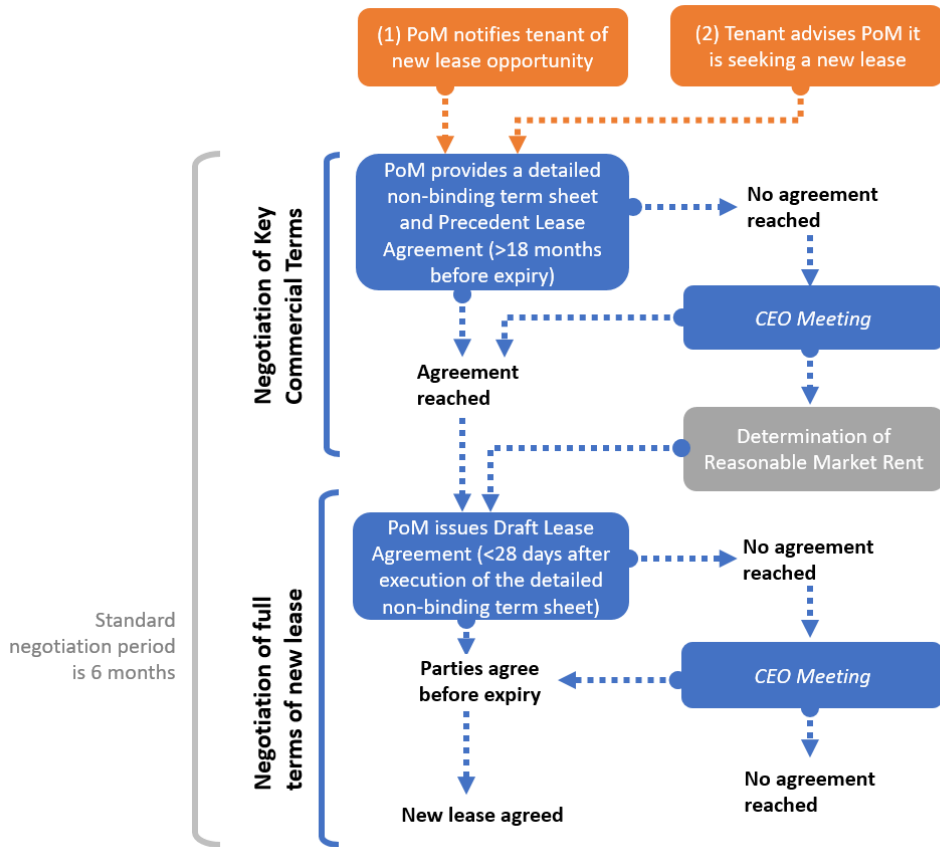 (1) PoM notifies tenant of
new lease opportunity
(2) Tenant advises PoM it
is seeking a new lease
Negotiation of Key
Commercial Terms
PoM provides a detailed
non-binding term sheet
and Precedent Lease
Agreement (>18 months
before expiry)
No agreement
reached
CEO Meeting
Agreement
reached
Determination of
Reasonable Market Rent
Standard
negotiation period
is 6 months
Negotiation of full
terms of new lease
PoM issues Draft Lease
Agreement (<28 days after
execution of the detailed
non-binding term sheet)
No agreement
reached
Parties agree
before expiry
CEO Meeting
New lease agreed
No agreement
reached